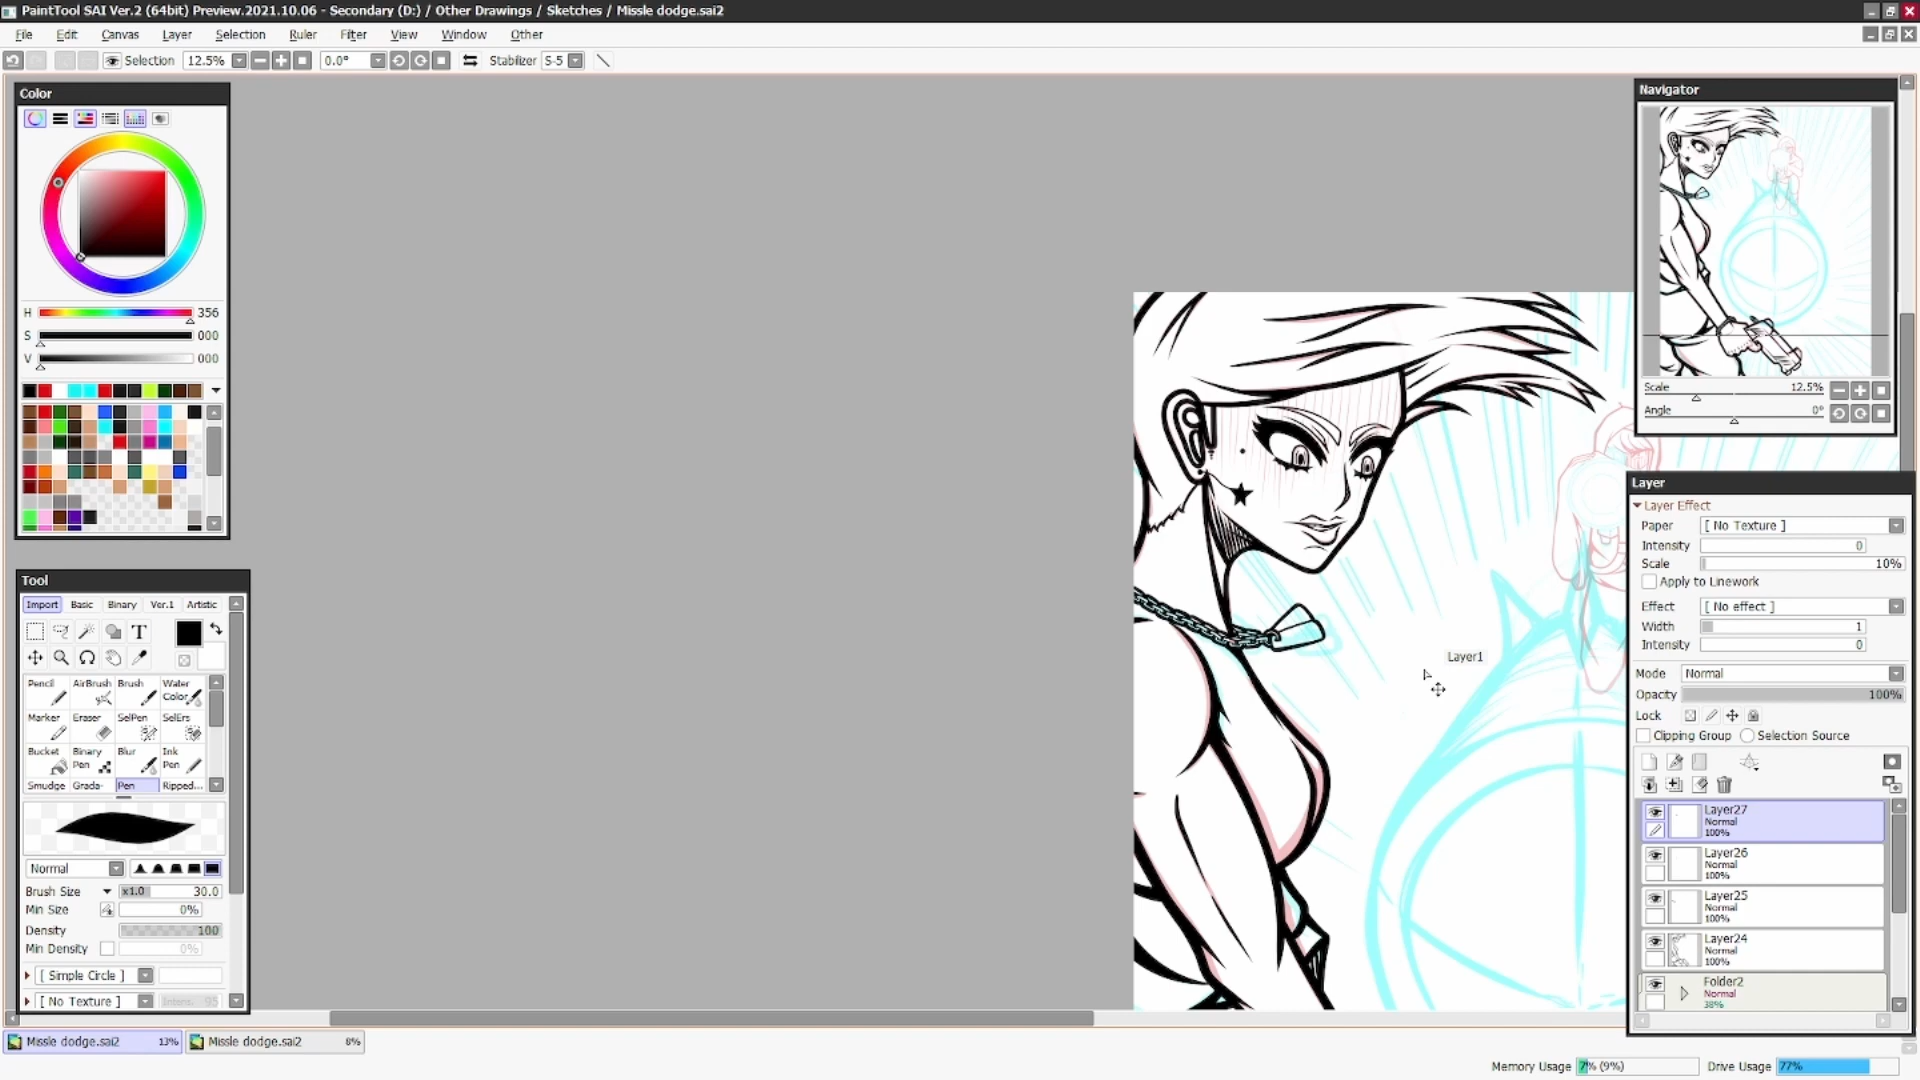 PaintTool SAI Ver.2 (64bit) Preview.2021.10.06 - Secondary (D:) / Other Drawings / Sketches / Missle dodge.sai2
File Edit Canvas Layer Selection Ruler Filter View Window Other
Selection 12.5% 0.0° Stabilizer S-5
Color
H 356
S 000
V 000
Tool
Import Basic Binary Ver.1 Artistic
T
Pencil AirBrush Brush Water Color
Marker Eraser SelPen SelErs
Bucket Binary Pen Blur Ink Pen
Smudge Grada- Pen Ripped...
Normal
Brush Size x1.0 30.0
Min Size 0%
Density 100
Min Density 0%
[ Simple Circle ]
[ No Texture ] Intens. 95
Layer1
Navigator
Scale 12.5%
Angle 0°
Layer
Layer Effect
Paper [ No Texture ]
Intensity 0
Scale 10%
Apply to Linework
Effect [ No effect ]
Width 1
Intensity 0
Mode Normal
Opacity 100%
Lock
Clipping Group Selection Source
Layer27
Normal
100%
Layer26
Normal
100%
Layer25
Normal
100%
Layer24
Normal
100%
Folder2
Normal
38%
Missle dodge.sai2 13% Missle dodge.sai2 8%
Memory Usage 7% (9%) Drive Usage 77%